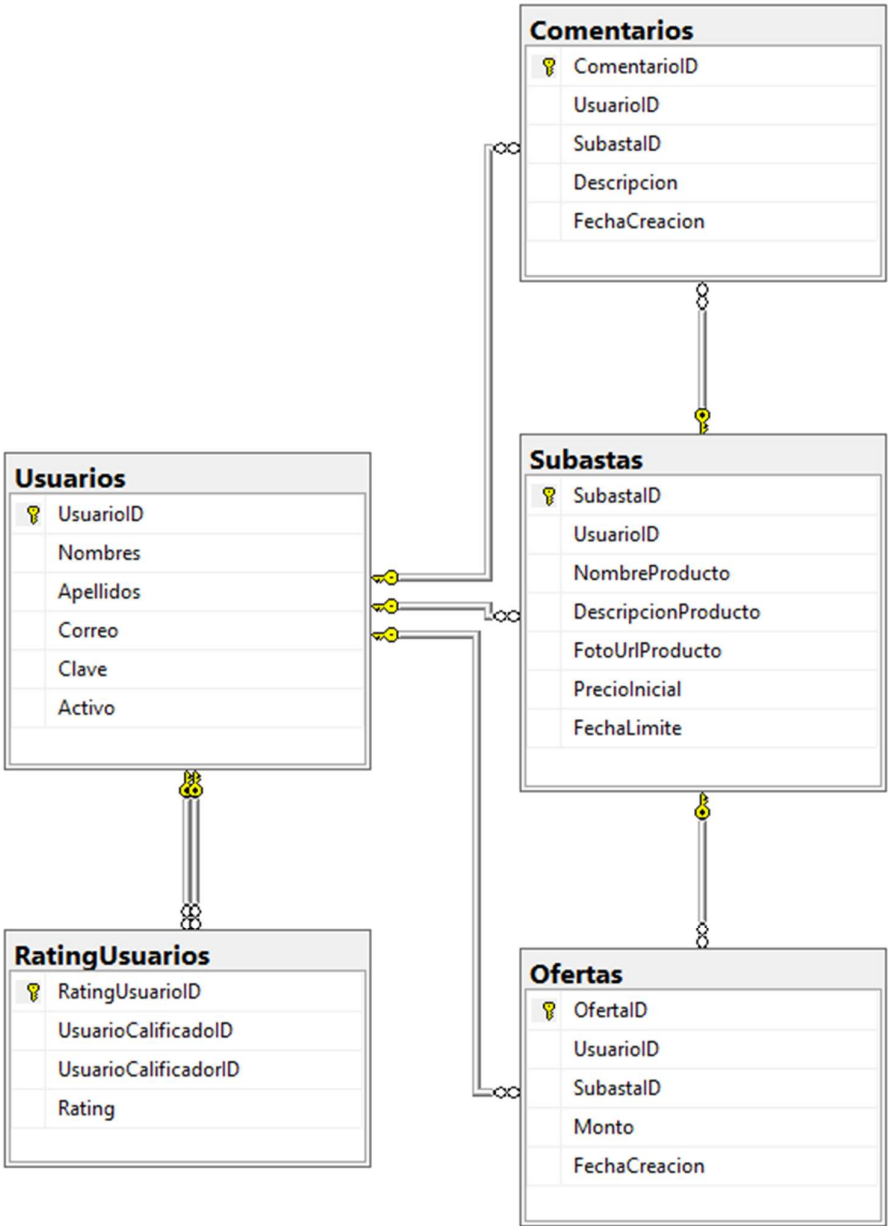 Comentarios
ComentarioID
UsuarioID
SubastaID
Descripcion
FechaCreacion
Usuarios
UsuarioID
Nombres
Apellidos
Correo
Clave
Activo
Subastas
SubastaID
UsuarioID
NombreProducto
DescripcionProducto
FotoUrlProducto
PrecioInicial
FechaLimite
RatingUsuarios
RatingUsuarioID
UsuarioCalificadoID
UsuarioCalificadorID
Rating
Ofertas
OfertaID
UsuarioID
SubastaID
Monto
FechaCreacion